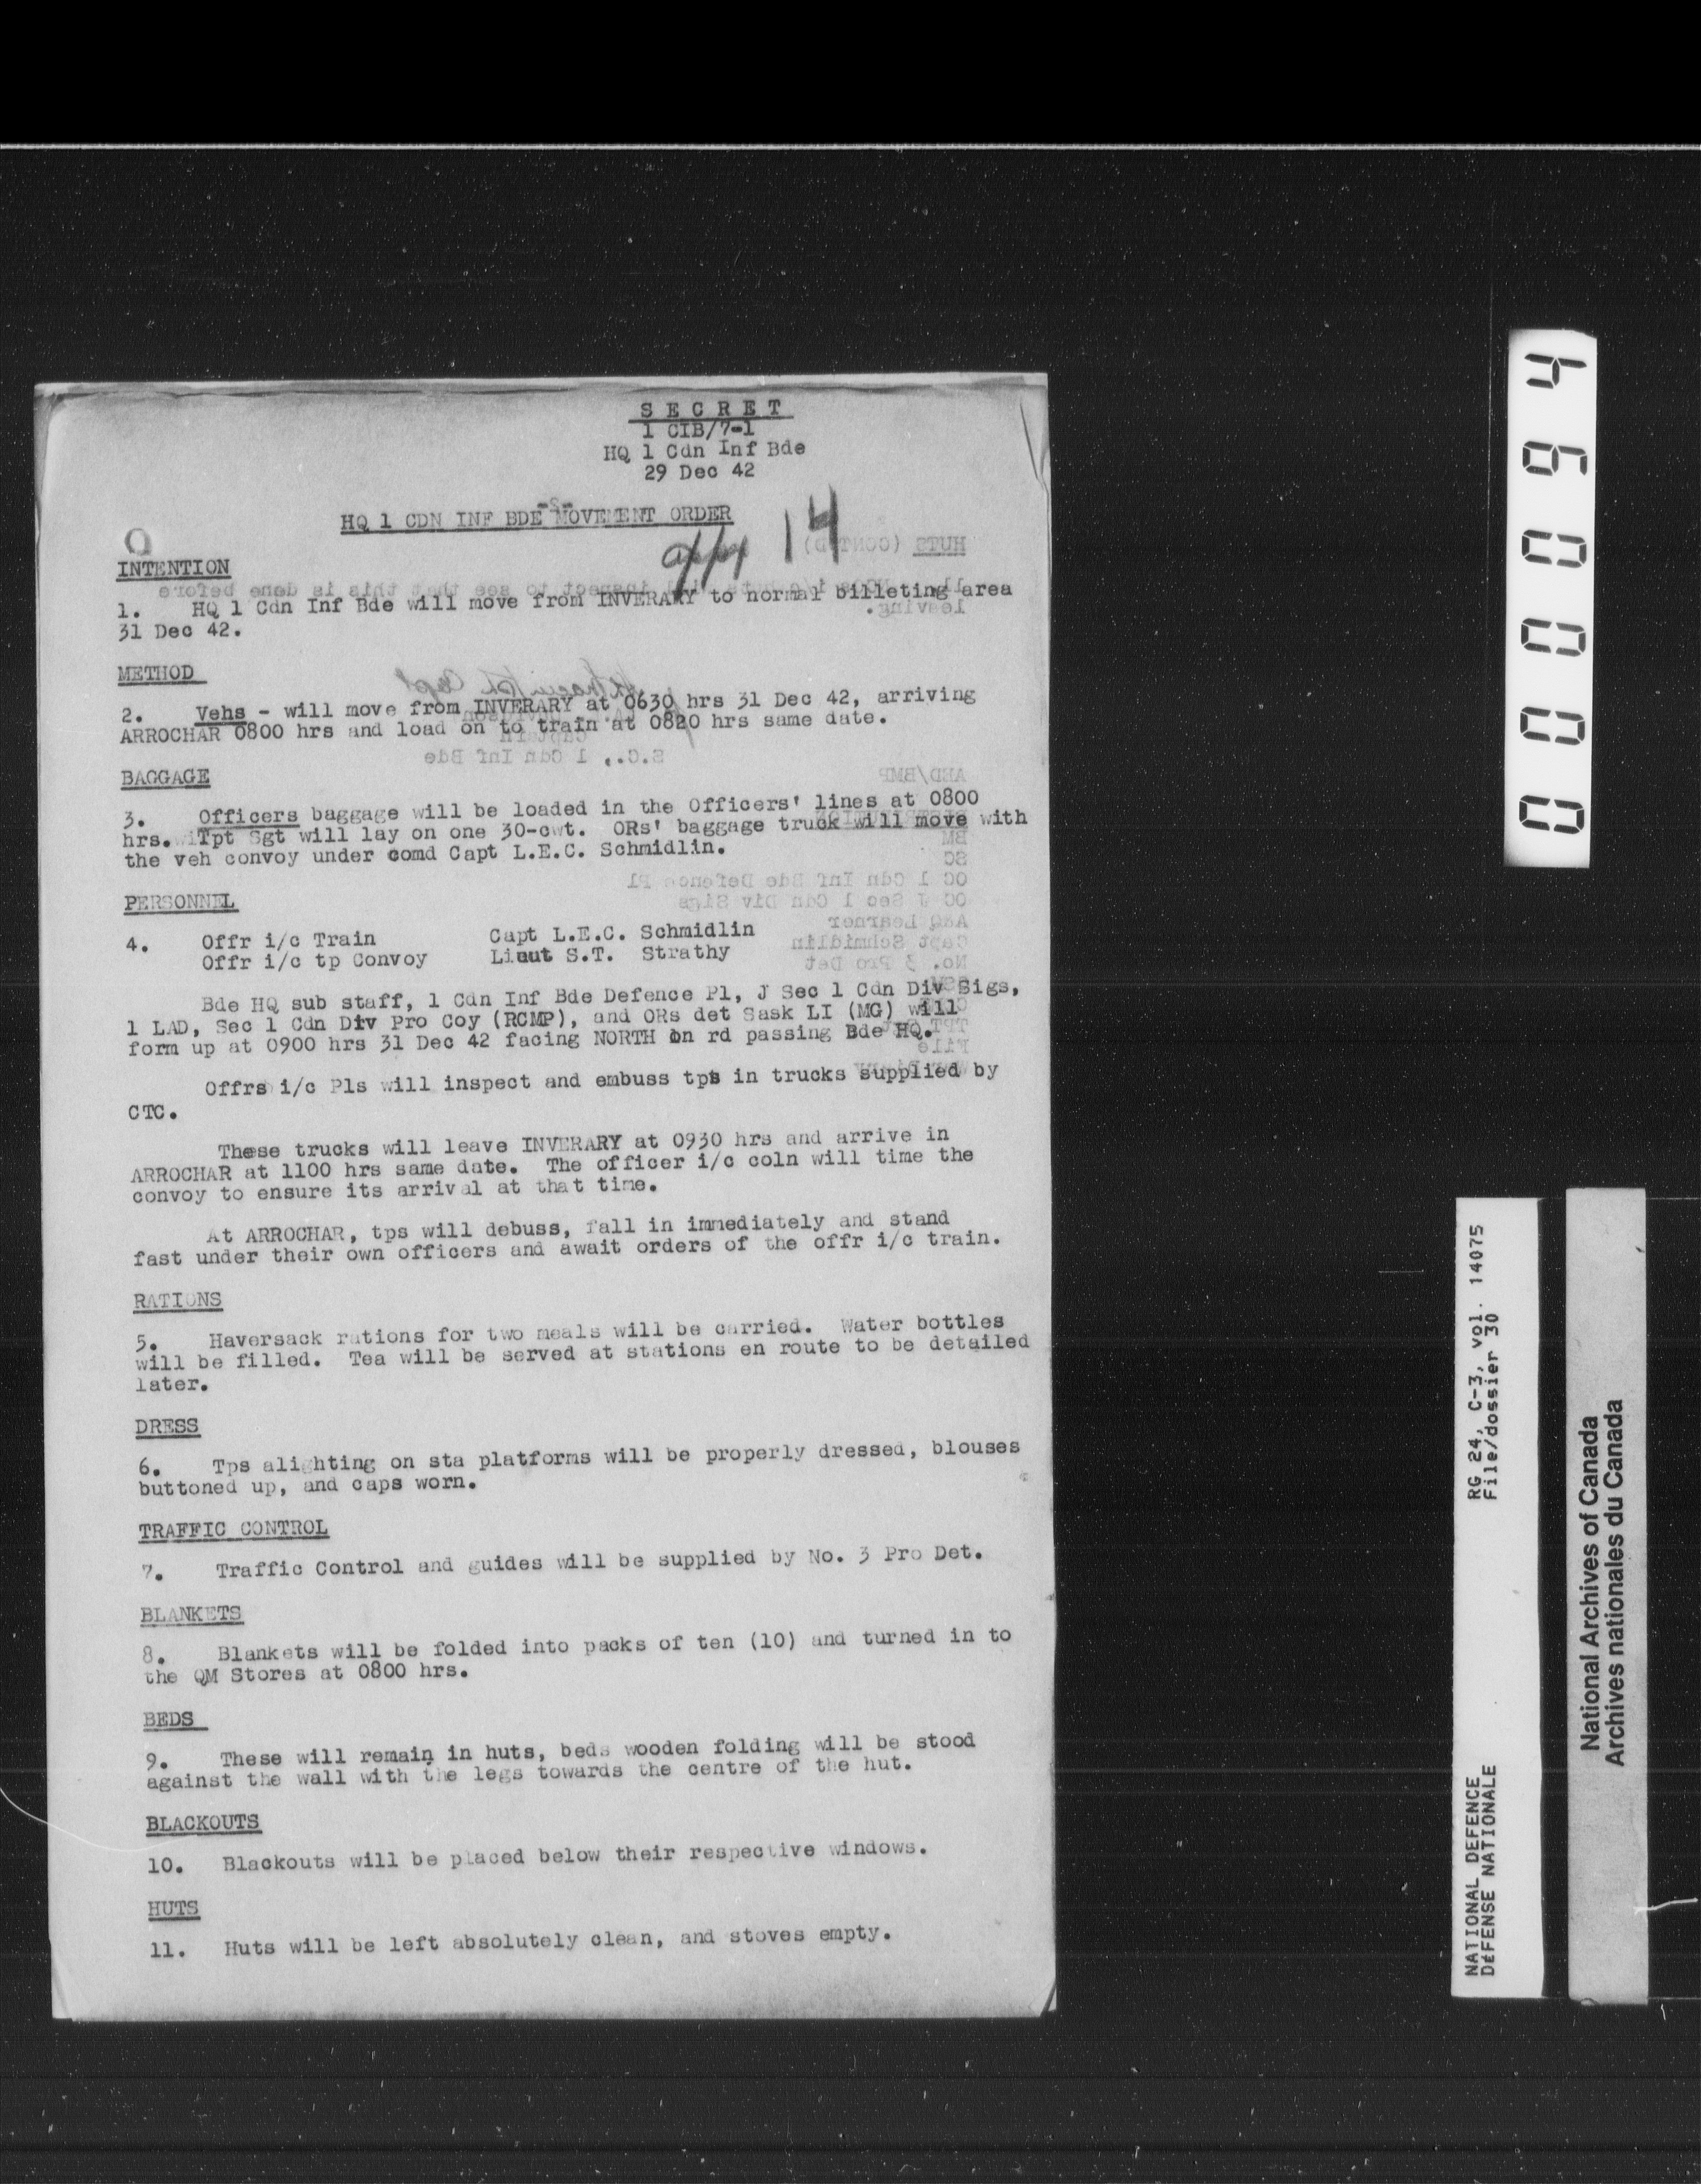 SECRET
1 CIB/7-1
HQ 1 Cdn Inf Bde
29 Dec 42
HQ 1 CDN INF BDE MOVEMENT ORDER
14
INTENTION
1. HQ 1 Cdn Inf Bde will move from INVERARY to normal billeting area
31 Dec 42.
METHOD
2. Vehs - will move from INVERARY at 0630 hrs 31 Dec 42, arriving
ARROCHAR 0800 hrs and load on to train at 0820 hrs same date.
BAGGAGE
3. Officers baggage will be loaded in the Officers' lines at 0800
hrs. Tpt Sgt will lay on one 30-cwt. ORs' baggage truck will move with
the veh convoy under comd Capt L.E.C. Schmidlin.
PERSONNEL
4. Offr i/c Train Capt L.E.C. Schmidlin
Offr i/c tp Convoy Lieut S.T. Strathy
Bde HQ sub staff, 1 Cdn Inf Bde Defence Pl, J Sec 1 Cdn Div Sigs,
1 LAD, Sec 1 Cdn Div Pro Coy (RCMP), and ORs det Sask LI (MG) will
form up at 0900 hrs 31 Dec 42 facing NORTH on rd passing Bde HQ.
Offrs i/c Pls will inspect and embuss tps in trucks supplied by
CTC.
These trucks will leave INVERARY at 0930 hrs and arrive in
ARROCHAR at 1100 hrs same date. The officer i/c coln will time the
convoy to ensure its arrival at that time.
At ARROCHAR, tps will debuss, fall in immediately and stand
fast under their own officers and await orders of the offr i/c train.
RATIONS
5. Haversack rations for two meals will be carried. Water bottles
will be filled. Tea will be served at stations en route to be detailed
later.
DRESS
6. Tps alighting on sta platforms will be properly dressed, blouses
buttoned up, and caps worn.
TRAFFIC CONTROL
7. Traffic Control and guides will be supplied by No. 3 Pro Det.
BLANKETS
8. Blankets will be folded into packs of ten (10) and turned in to
the QM Stores at 0800 hrs.
BEDS
9. These will remain in huts, beds wooden folding will be stood
against the wall with the legs towards the centre of the hut.
BLACKOUTS
10. Blackouts will be placed below their respective windows.
HUTS
11. Huts will be left absolutely clean, and stoves empty.
000094
NATIONAL DEFENCE RG 24, C-3, vol. 14075
DÉFENSE NATIONALE File/dossier 30
National Archives of Canada
Archives nationales du Canada